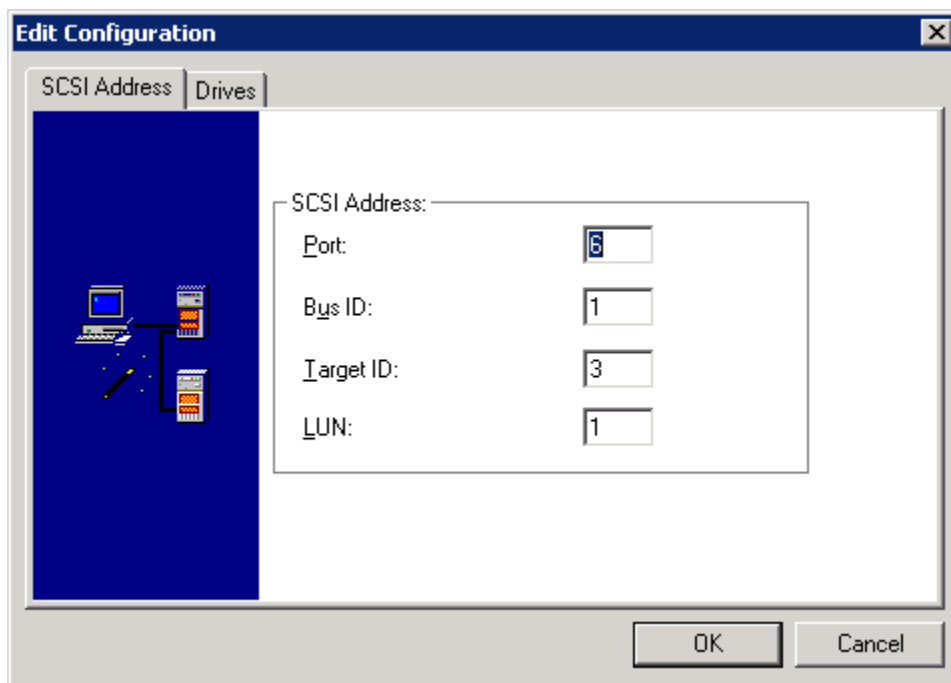 Edit Configuration
SCSI Address Drives
SCSI Address:
Port: 6
Bus ID: 1
Target ID: 3
LUN: 1
OK Cancel